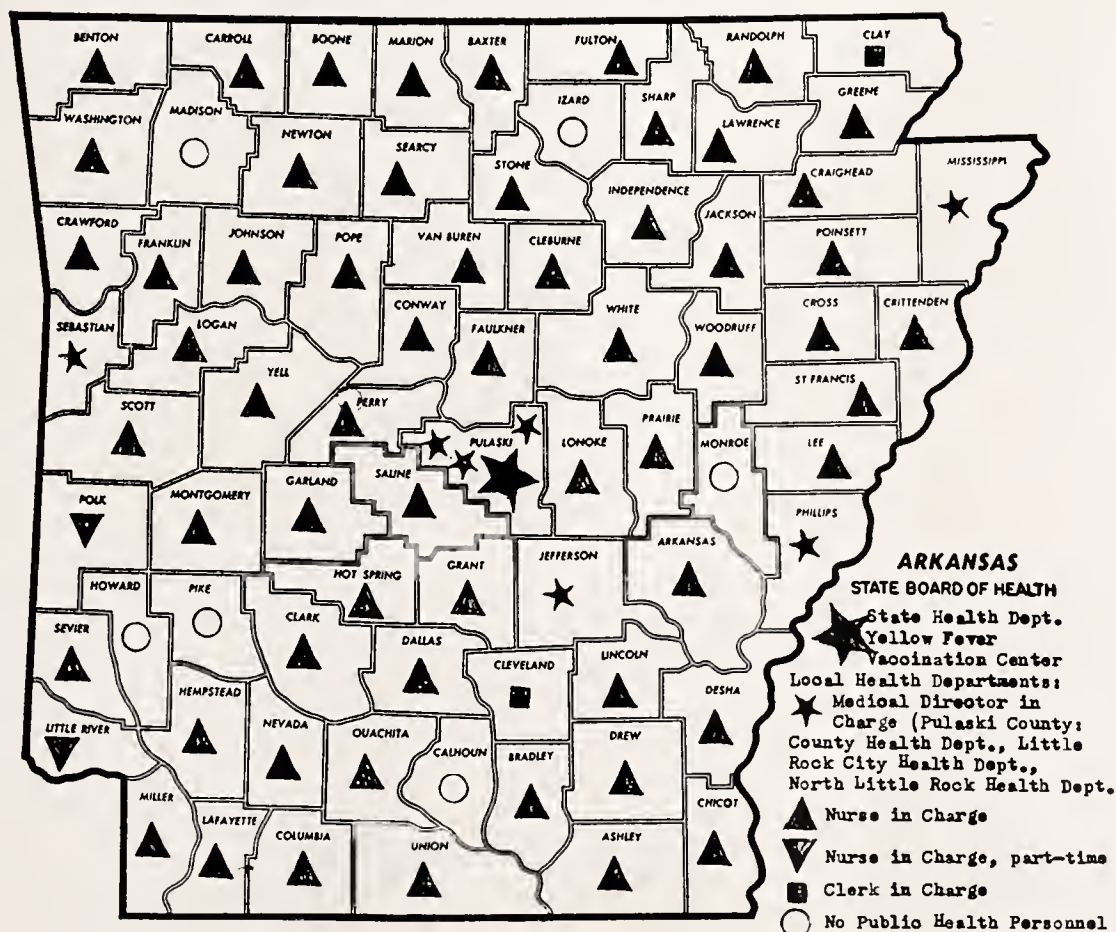 BENTON CARROLL BOONE MARION BAXTER FULTON RANDOLPH CLAY
MADISON IZARD SHARP GREENE
WASHINGTON NEWTON SEARCY STONE LAWRENCE
INDEPENDENCE CRAIGHEAD MISSISSIPPI
CRAWFORD FRANKLIN JOHNSON POPE VAN BUREN CLEBURNE JACKSON POINSETT
SEBASTIAN LOGAN CONWAY FAULKNER WHITE WOODRUFF CROSS CRITTENDEN
YELL ST FRANCIS
SCOTT PERRY PULASKI LONOKE PRAIRIE MONROE LEE
POLK MONTGOMERY GARLAND SALINE PHILLIPS
HOWARD PIKE HOT SPRING GRANT JEFFERSON ARKANSAS
SEVIER CLARK DALLAS CLEVELAND LINCOLN
HEMPSTEAD DESHA
LITTLE RIVER NEVADA OUACHITA CALHOUN BRADLEY DREW
MILLER LAFAYETTE COLUMBIA UNION ASHLEY CHICOT
ARKANSAS
STATE BOARD OF HEALTH
State Health Dept.
Yellow Fever
Vaccination Center
Local Health Departments:
Medical Director in
Charge (Pulaski County:
County Health Dept., Little
Rock City Health Dept.,
North Little Rock Health Dept.
Nurse in Charge
Nurse in Charge, part-time
Clerk in Charge
No Public Health Personnel